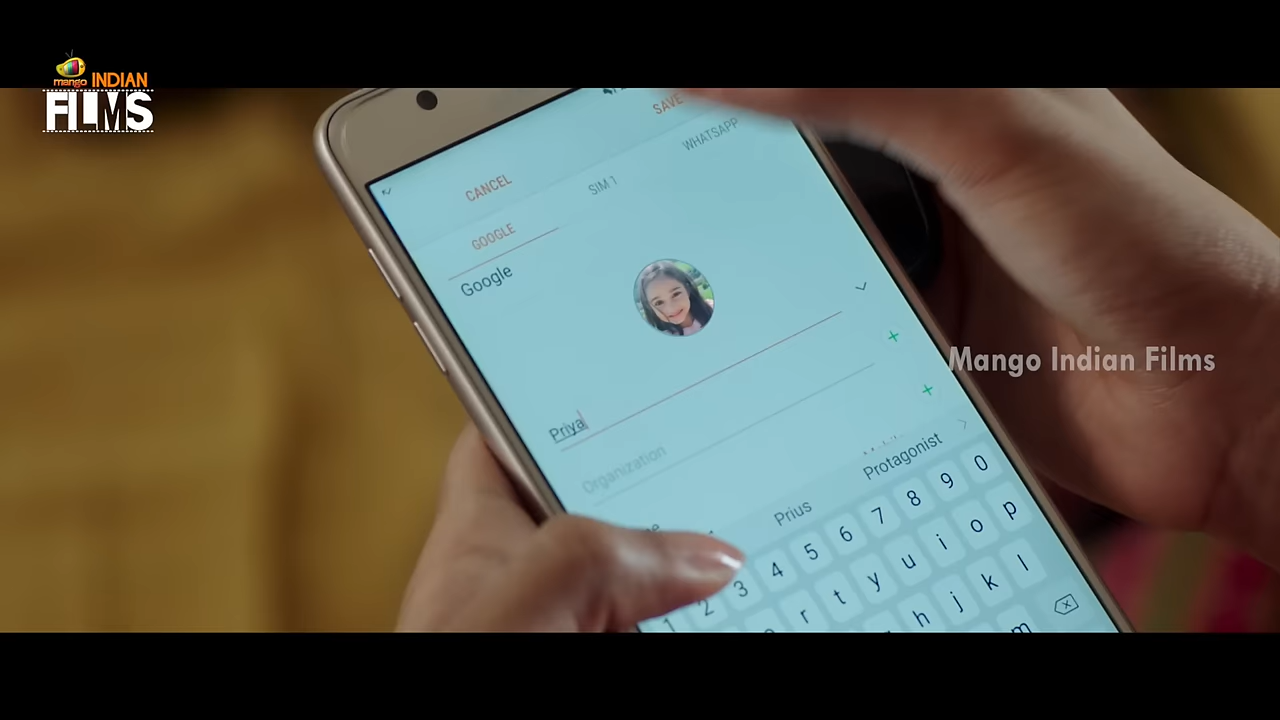 mango INDIAN
FILMS
SAVE
WHATSAPP
CANCEL
SIM 1
GOOGLE
Google
Mango Indian Films
Priya
Organization
Protagonist
Prius
1 2 3 4 5 6 7 8 9 0
r t y u i o p
h j k l
m